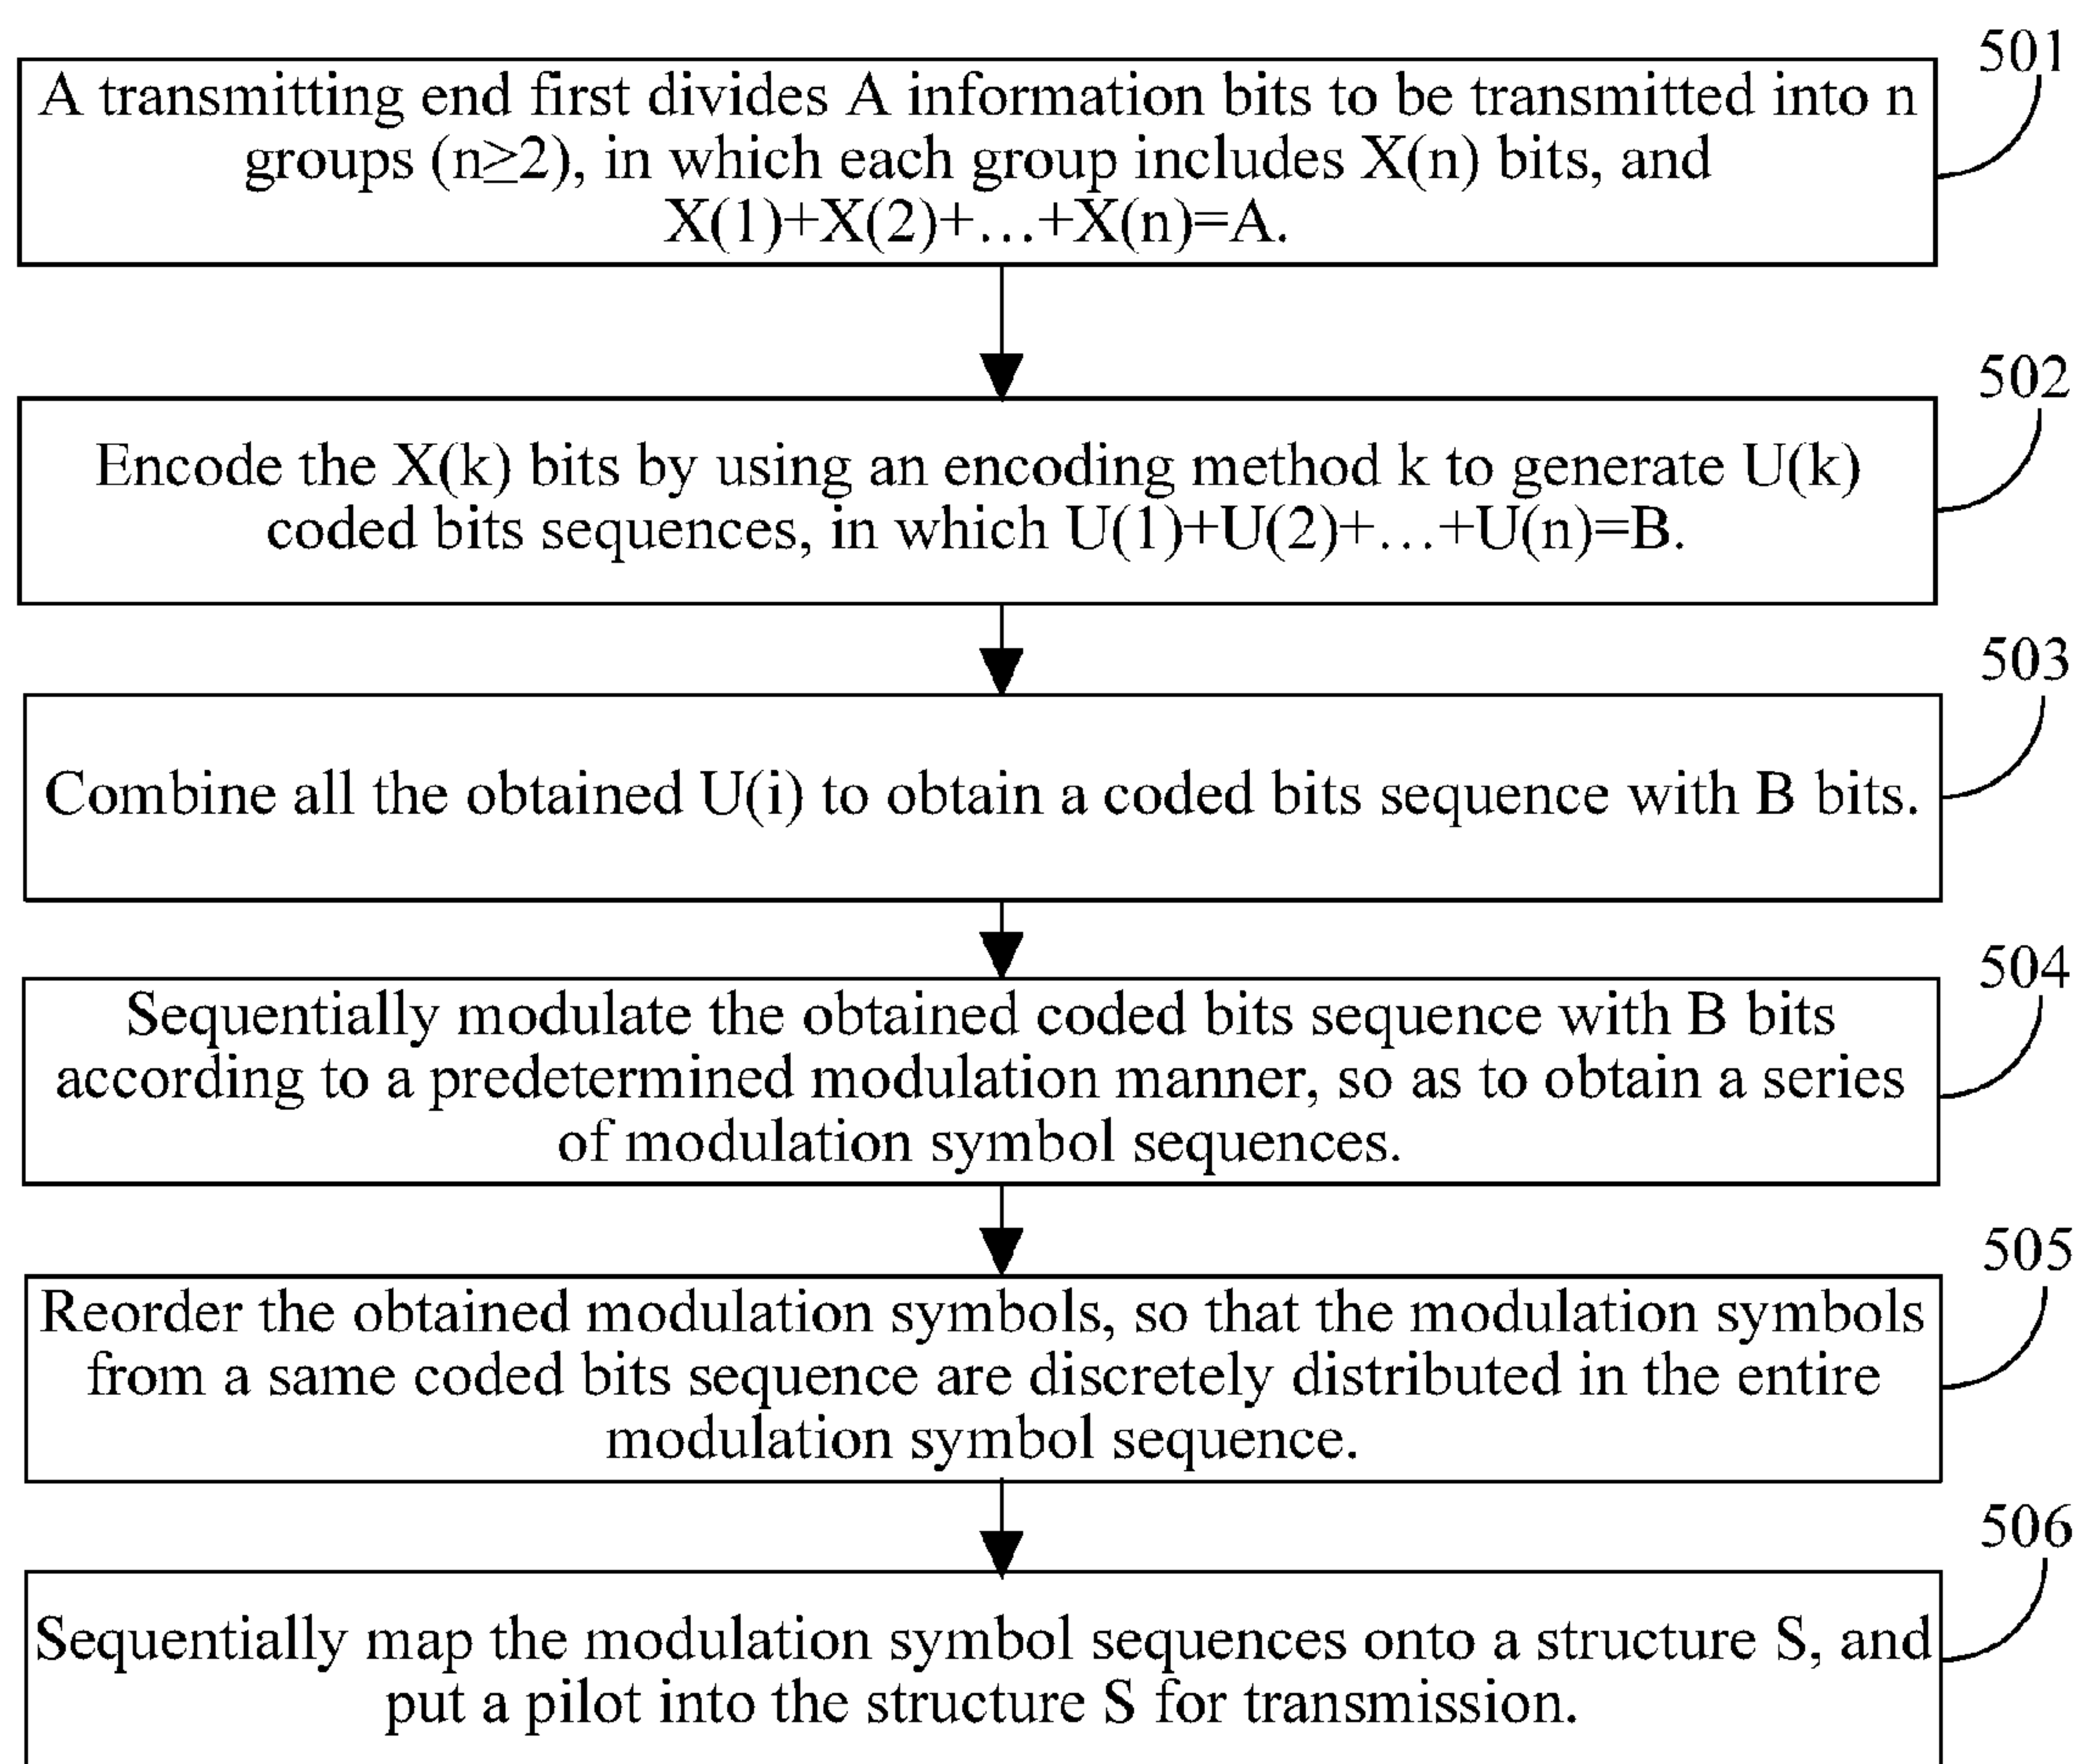 501
A transmitting end first divides A information bits to be transmitted into n
groups (n≥2), in which each group includes X(n) bits, and
X(1)+X(2)+…+X(n)=A.
502
Encode the X(k) bits by using an encoding method k to generate U(k)
coded bits sequences, in which U(1)+U(2)+…+U(n)=B.
503
Combine all the obtained U(i) to obtain a coded bits sequence with B bits.
504
Sequentially modulate the obtained coded bits sequence with B bits
according to a predetermined modulation manner, so as to obtain a series
of modulation symbol sequences.
505
Reorder the obtained modulation symbols, so that the modulation symbols
from a same coded bits sequence are discretely distributed in the entire
modulation symbol sequence.
506
Sequentially map the modulation symbol sequences onto a structure S, and
put a pilot into the structure S for transmission.